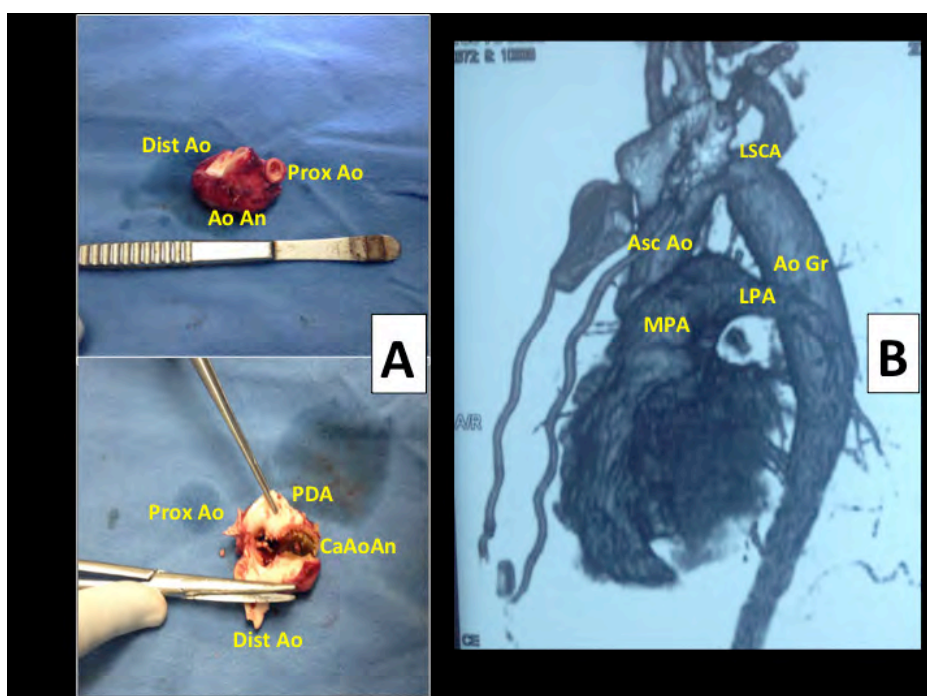 Dist Ao
Prox Ao
Ao An
A
PDA
Prox Ao
CaAoAn
Dist Ao
LSCA
Asc Ao
Ao Gr
LPA
MPA
B
A/R
CE